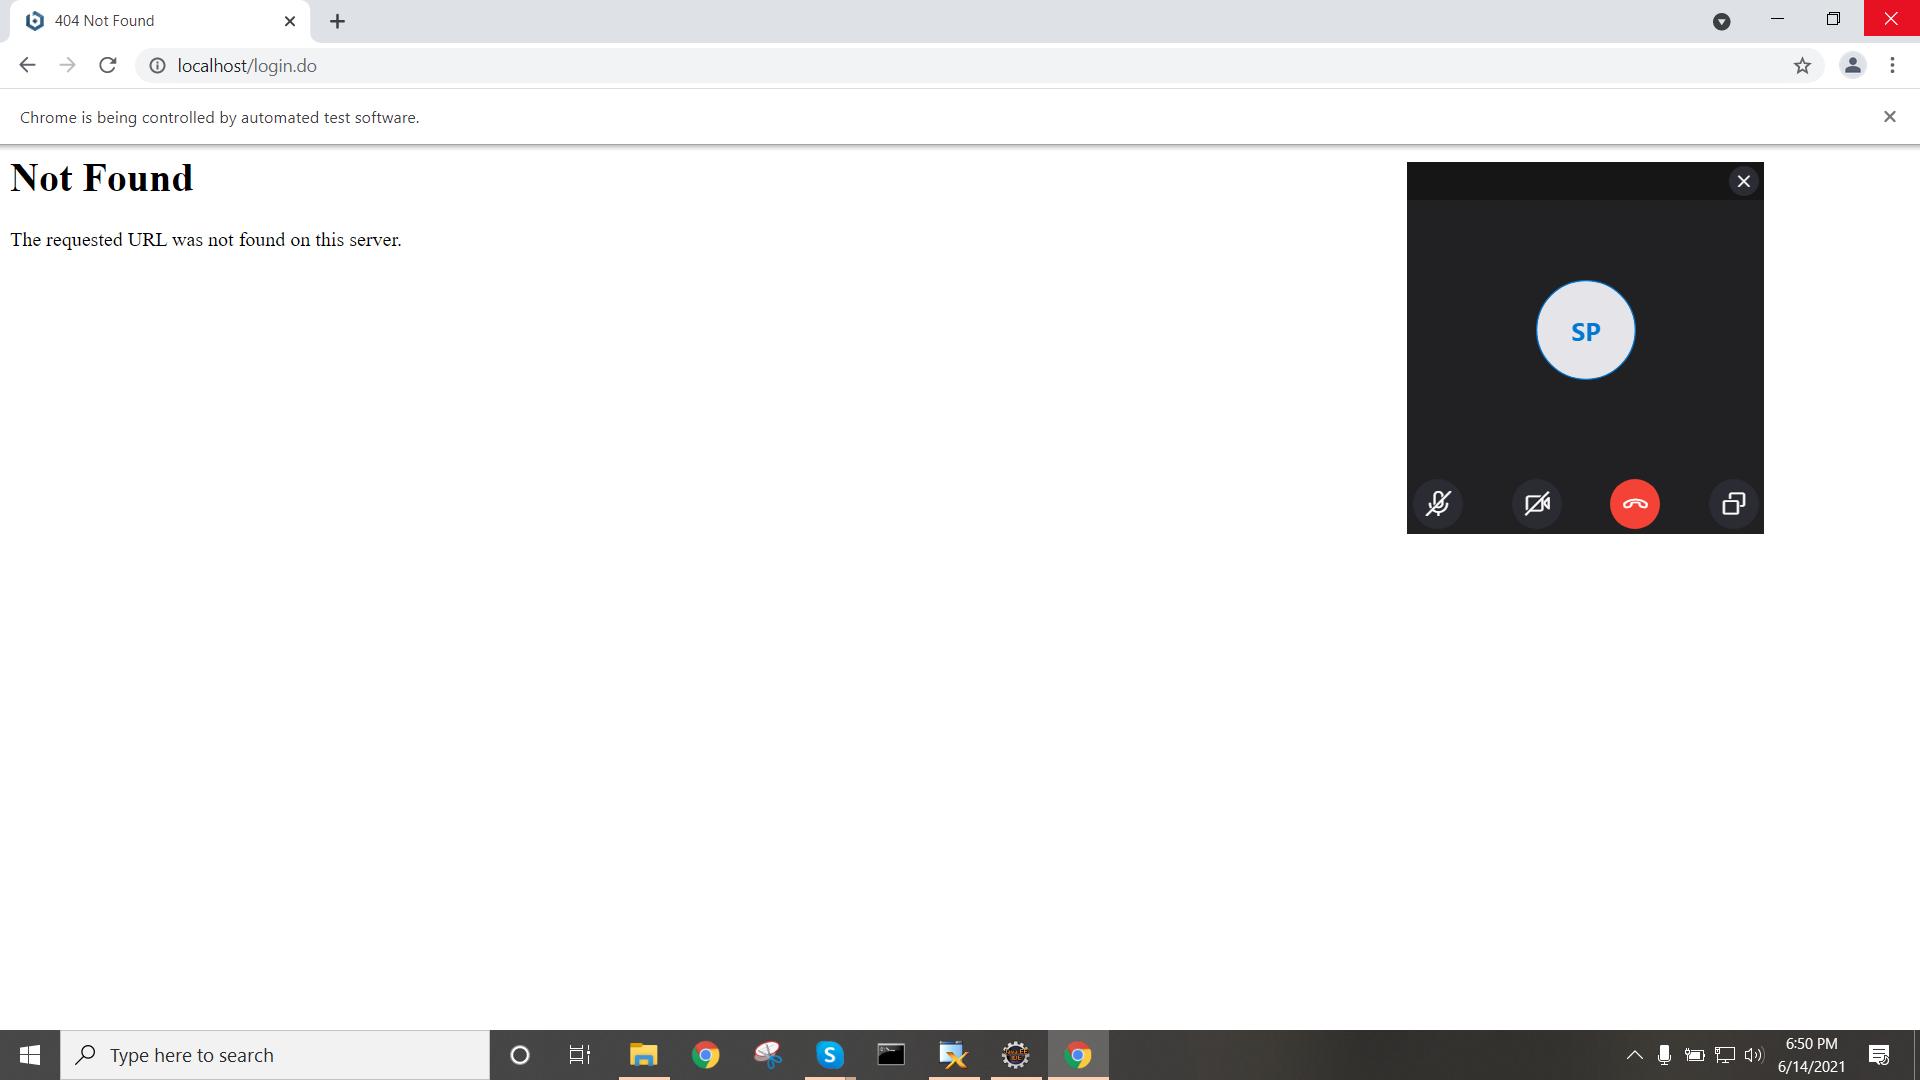 404 Not Found
localhost/login.do
Chrome is being controlled by automated test software.
Not Found
The requested URL was not found on this server.
SP
Type here to search
S
6:50 PM
6/14/2021